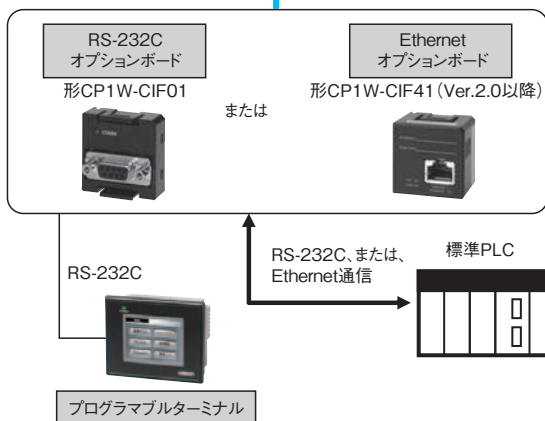 RS-232C
オプションボード
形CP1W-CIF01
または
Ethernet
オプションボード
形CP1W-CIF41（Ver.2.0以降）
COMM
RS-232C
RS-232C、または、
Ethernet通信
標準PLC
プログラマブルターミナル